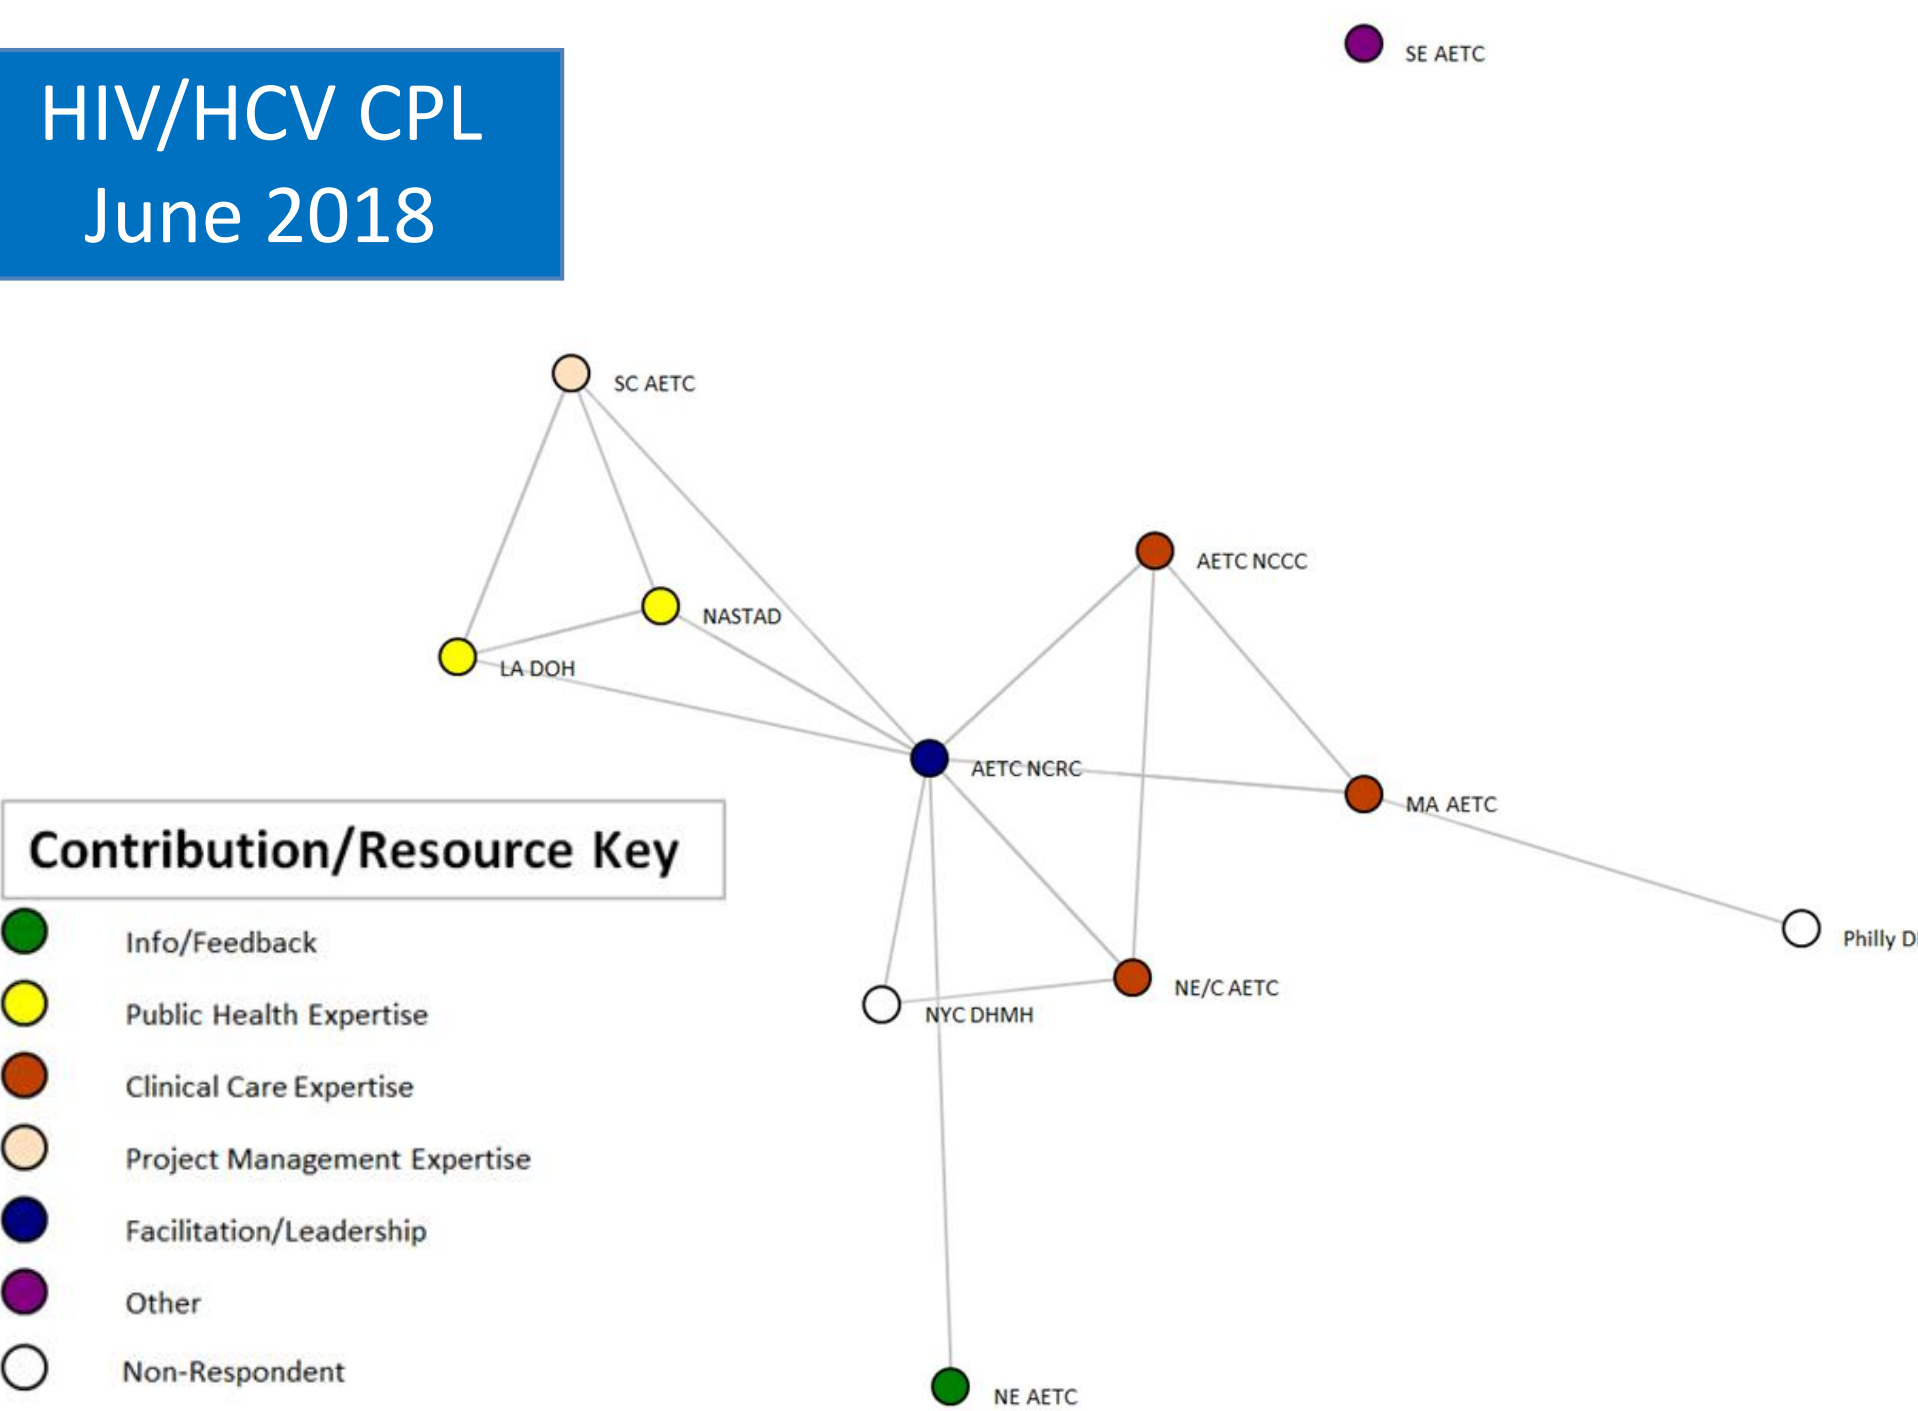 HIV/HCV CPL
June 2018
SE AETC
SC AETC
AETC NCCC
NASTAD
LA DOH
AETC NCRC
MA AETC
Philly
NE/C AETC
NYC DHMH
NE AETC
Contribution/Resource Key
Info/Feedback
Public Health Expertise
Clinical Care Expertise
Project Management Expertise
Facilitation/Leadership
Other
Non-Respondent